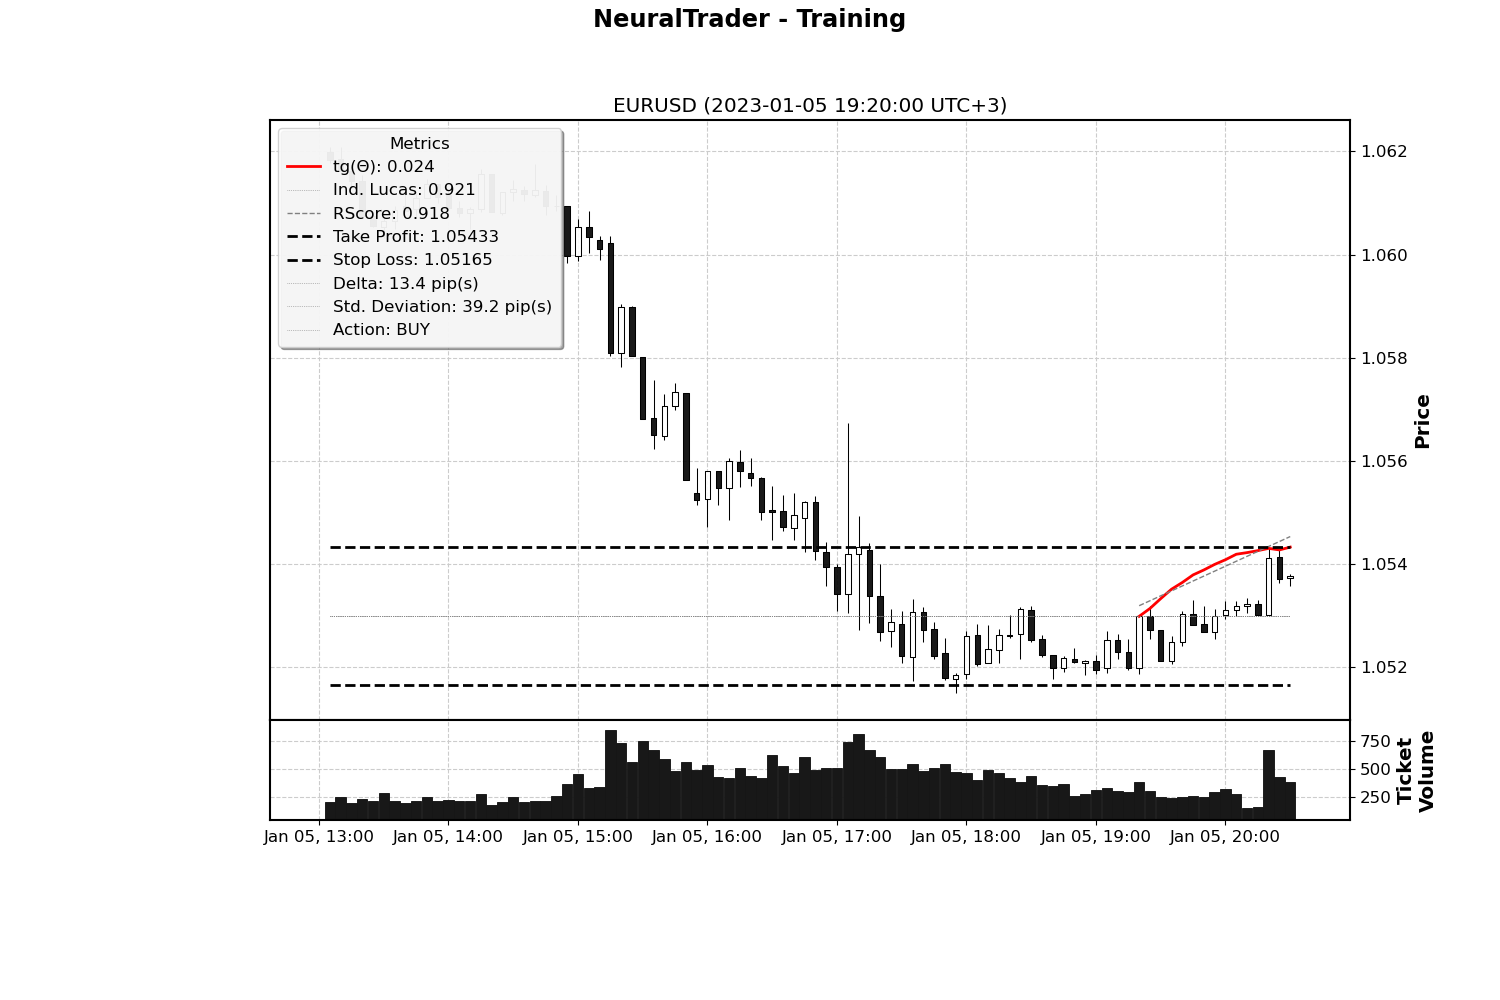 NeuralTrader - Training
EURUSD (2023-01-05 19:20:00 UTC+3)
Metrics
tg(Θ): 0.024
Ind. Lucas: 0.921
RScore: 0.918
Take Profit: 1.05433
Stop Loss: 1.05165
Delta: 13.4 pip(s)
Std. Deviation: 39.2 pip(s)
Action: BUY
1.062
1.060
1.058
1.056
1.054
1.052
Price
750
500
250
Ticket
Volume
Jan 05, 13:00
Jan 05, 14:00
Jan 05, 15:00
Jan 05, 16:00
Jan 05, 17:00
Jan 05, 18:00
Jan 05, 19:00
Jan 05, 20:00